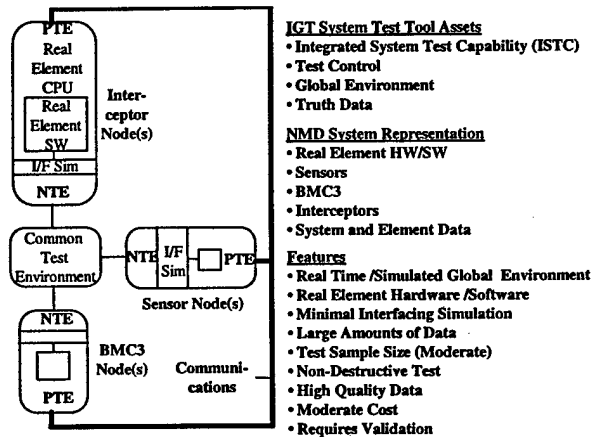 PTE
Real
Element
CPU
Real
Element
SW
I/F Sim
NTE
Inter-
ceptor
Node(s)
Common
Test
Environment
NTE
I/F
Sim
PTE
Sensor Node(s)
NTE
PTE
BMC3
Node(s)
Communi-
cations
IGT System Test Tool Assets
• Integrated System Test Capability (ISTC)
• Test Control
• Global Environment
• Truth Data
NMD System Representation
• Real Element HW/SW
• Sensors
• BMC3
• Interceptors
• System and Element Data
Features
• Real Time /Simulated Global Environment
• Real Element Hardware /Software
• Minimal Interfacing Simulation
• Large Amounts of Data
• Test Sample Size (Moderate)
• Non-Destructive Test
• High Quality Data
• Moderate Cost
• Requires Validation